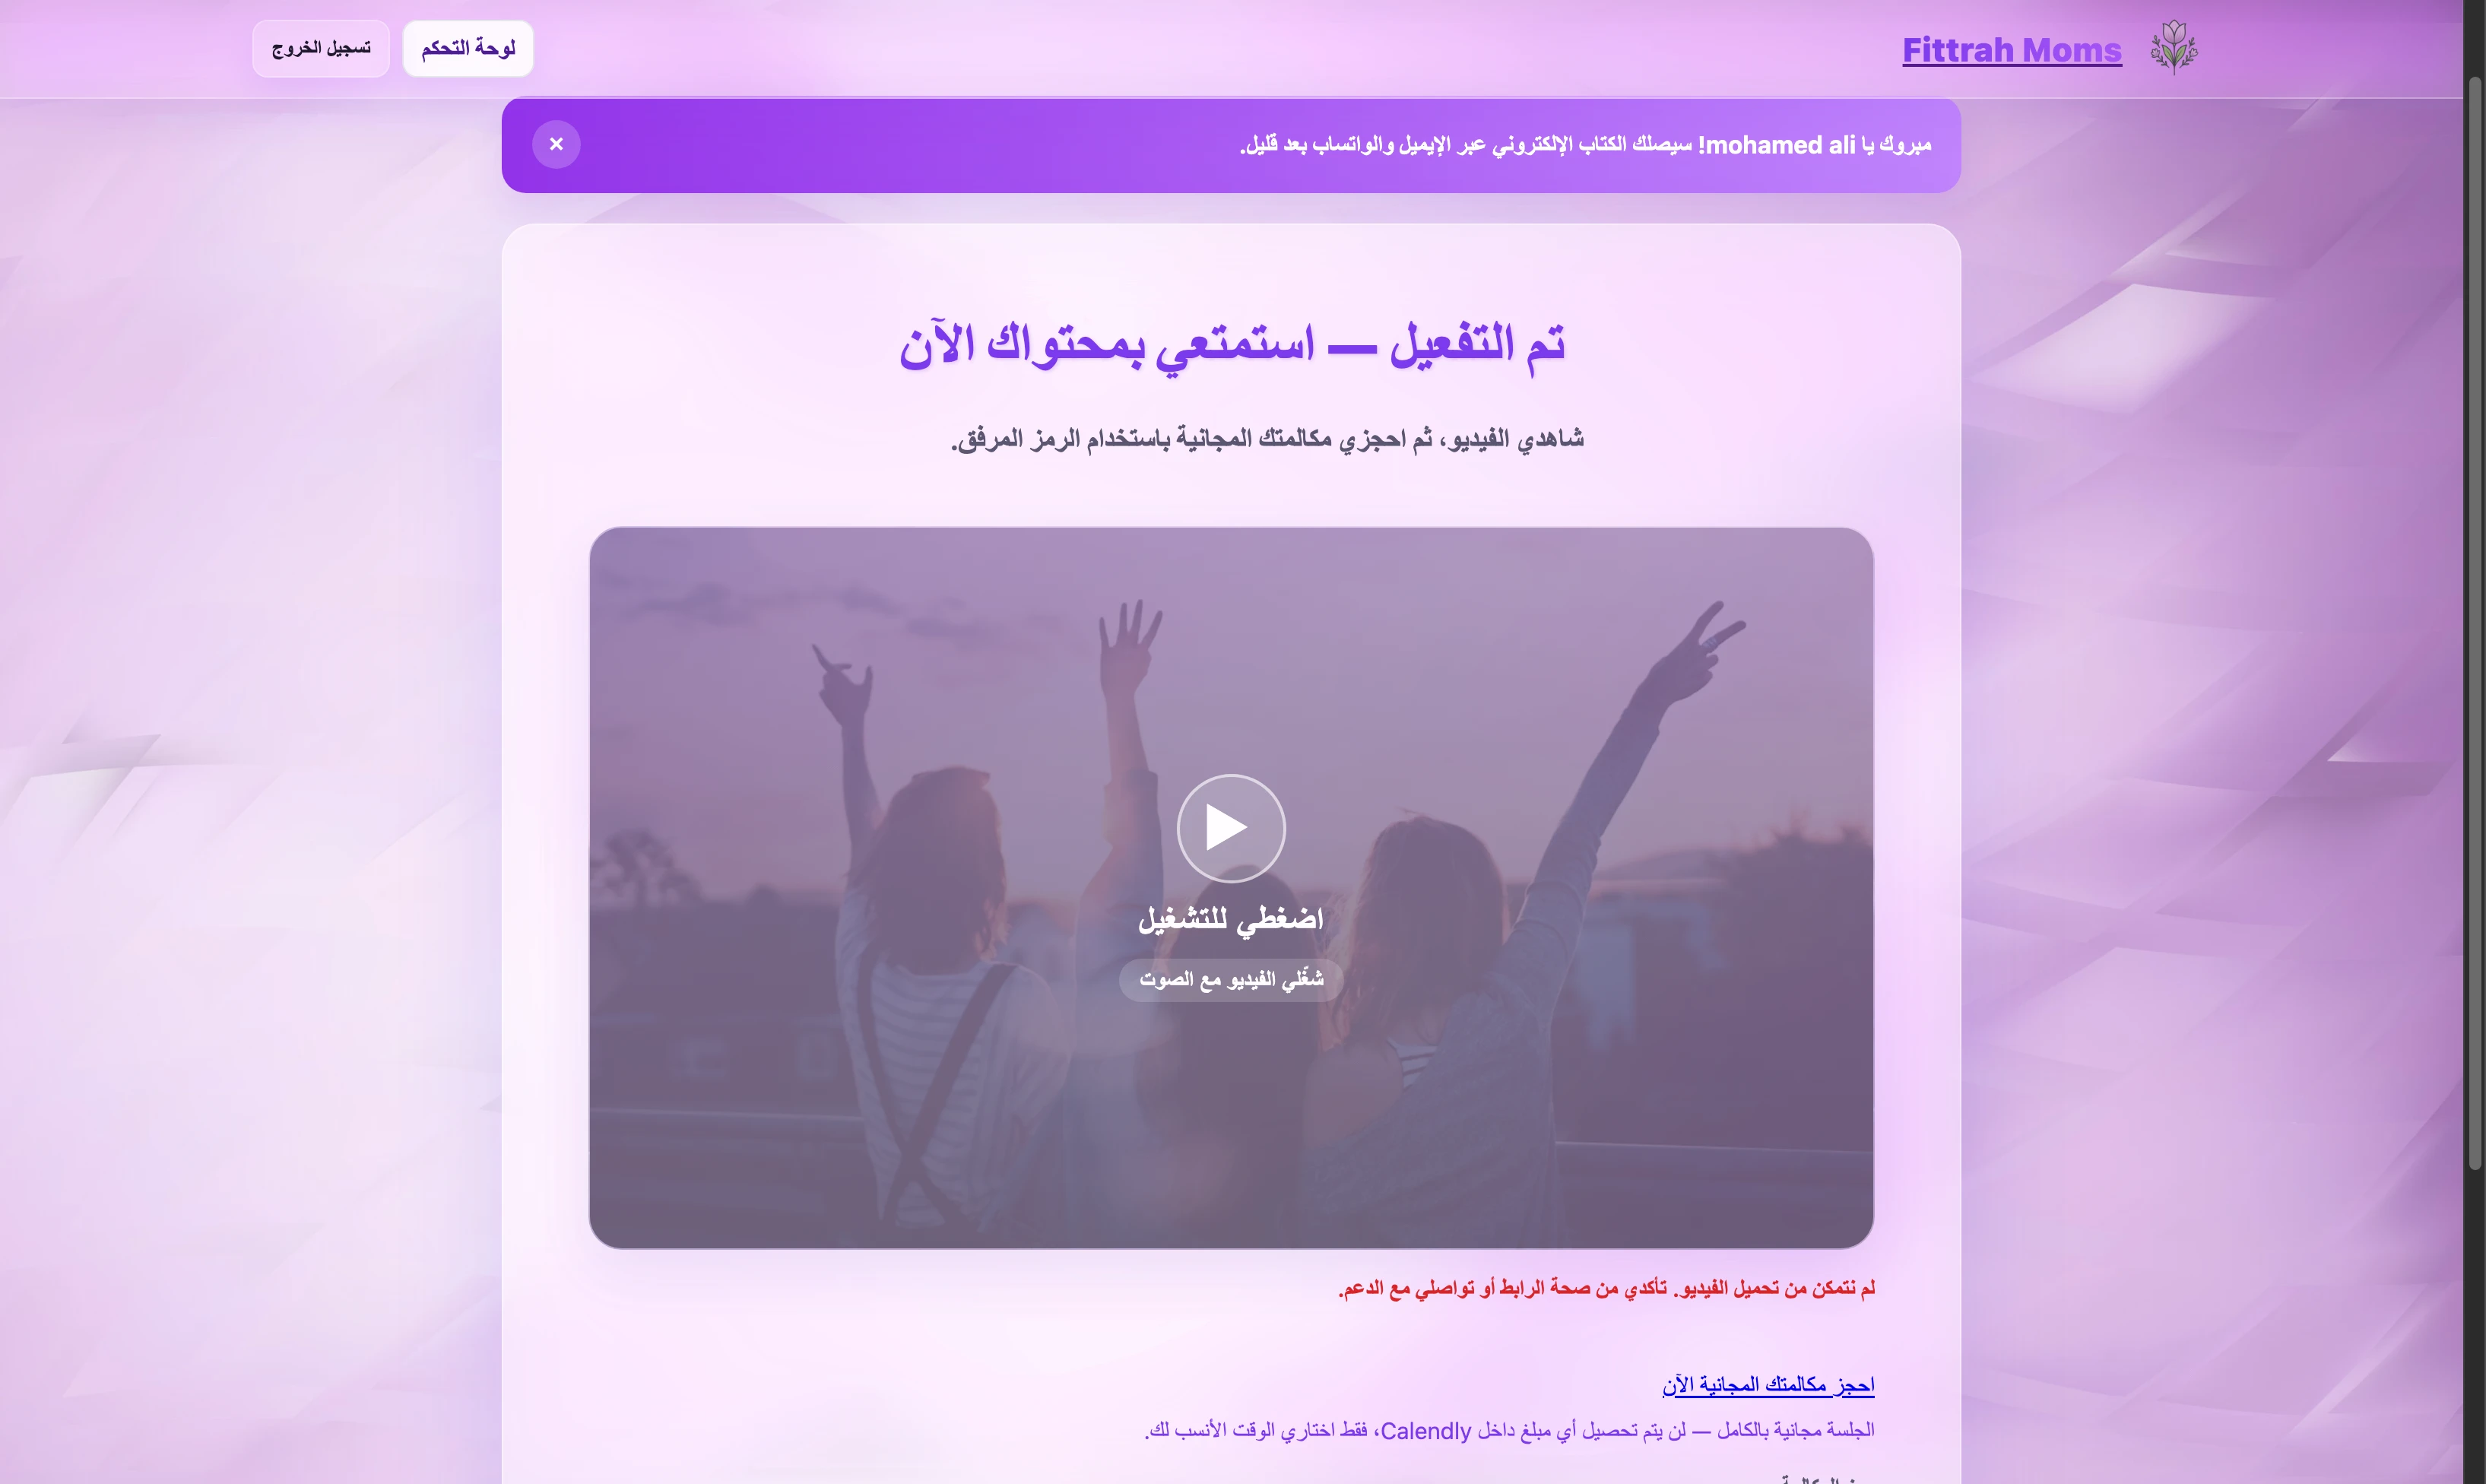 Fittrah Moms
لوحة التحكم
تسجيل الخروج
مبروك يا mohamed ali! سيصلك الكتاب الإلكتروني عبر الإيميل والواتساب بعد قليل.
×
تم التفعيل — استمتعي بمحتواك الآن
شاهدي الفيديو، ثم احجزي مكالمتك المجانية باستخدام الرمز المرفق.
اضغطي للتشغيل
شغّلي الفيديو مع الصوت
لم نتمكن من تحميل الفيديو. تأكدي من صحة الرابط أو تواصلي مع الدعم.
احجز مكالمتك المجانية الآن
الجلسة مجانية بالكامل — لن يتم تحصيل أي مبلغ داخل Calendly، فقط اختاري الوقت الأنسب لك.